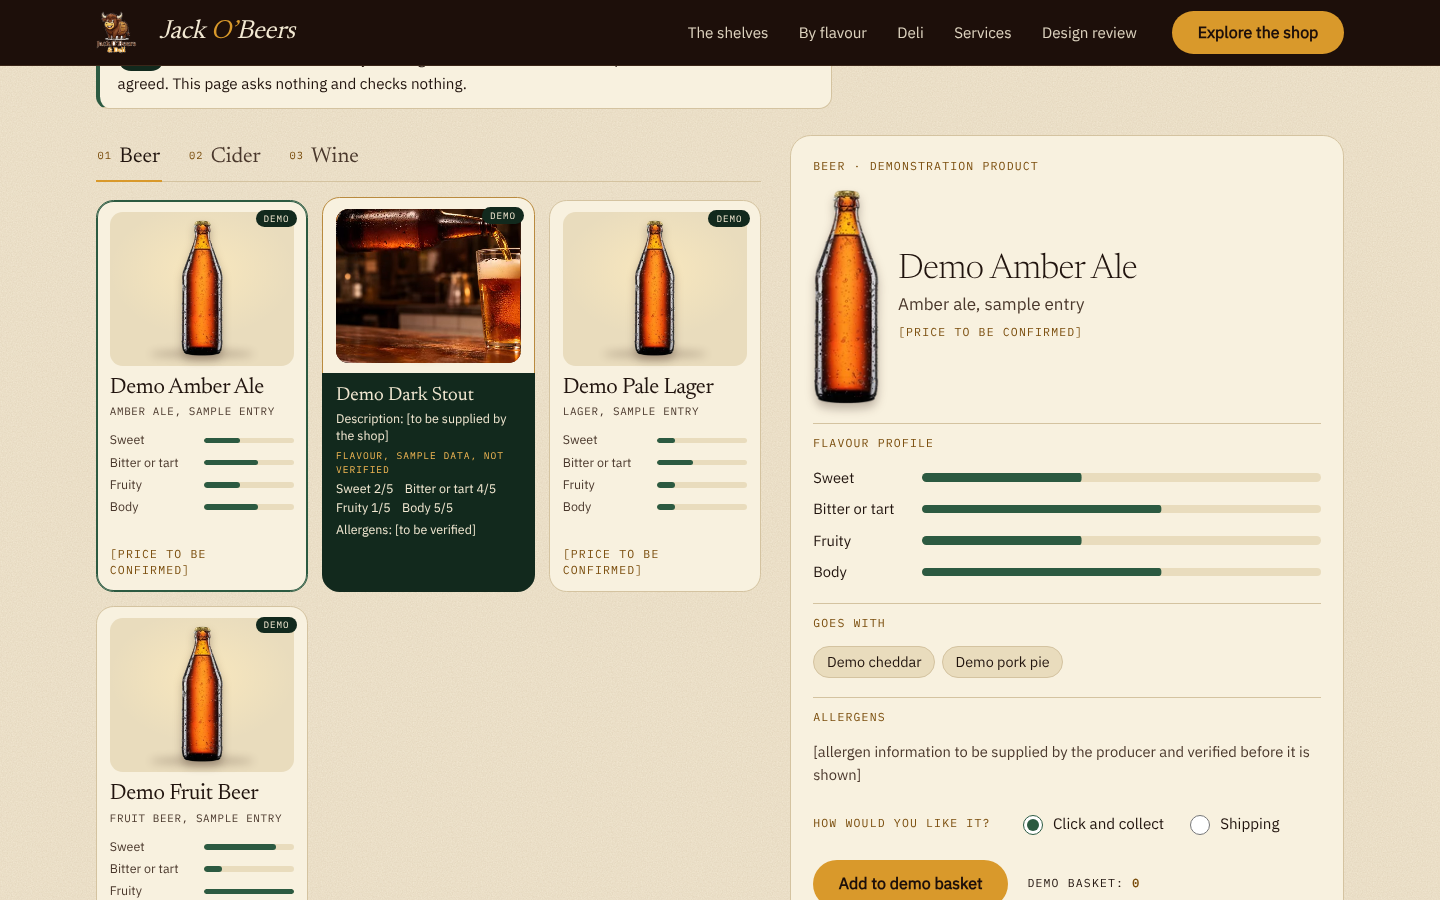 Jack O'Beers
The shelves
By flavour
Deli
Services
Design review
Explore the shop
agreed. This page asks nothing and checks nothing.
01 Beer
02 Cider
03 Wine
DEMO
Demo Amber Ale
AMBER ALE, SAMPLE ENTRY
Sweet
Bitter or tart
Fruity
Body
[PRICE TO BE
CONFIRMED]
DEMO
Demo Dark Stout
Description: [to be supplied by
the shop]
FLAVOUR, SAMPLE DATA, NOT
VERIFIED
Sweet 2/5 Bitter or tart 4/5
Fruity 1/5 Body 5/5
Allergens: [to be verified]
DEMO
Demo Pale Lager
LAGER, SAMPLE ENTRY
Sweet
Bitter or tart
Fruity
Body
[PRICE TO BE
CONFIRMED]
DEMO
Demo Fruit Beer
FRUIT BEER, SAMPLE ENTRY
Sweet
Bitter or tart
Fruity
BEER · DEMONSTRATION PRODUCT
Demo Amber Ale
Amber ale, sample entry
[PRICE TO BE CONFIRMED]
FLAVOUR PROFILE
Sweet
Bitter or tart
Fruity
Body
GOES WITH
Demo cheddar
Demo pork pie
ALLERGENS
[allergen information to be supplied by the producer and verified before it is
shown]
HOW WOULD YOU LIKE IT?
Click and collect
Shipping
Add to demo basket
DEMO BASKET: 0